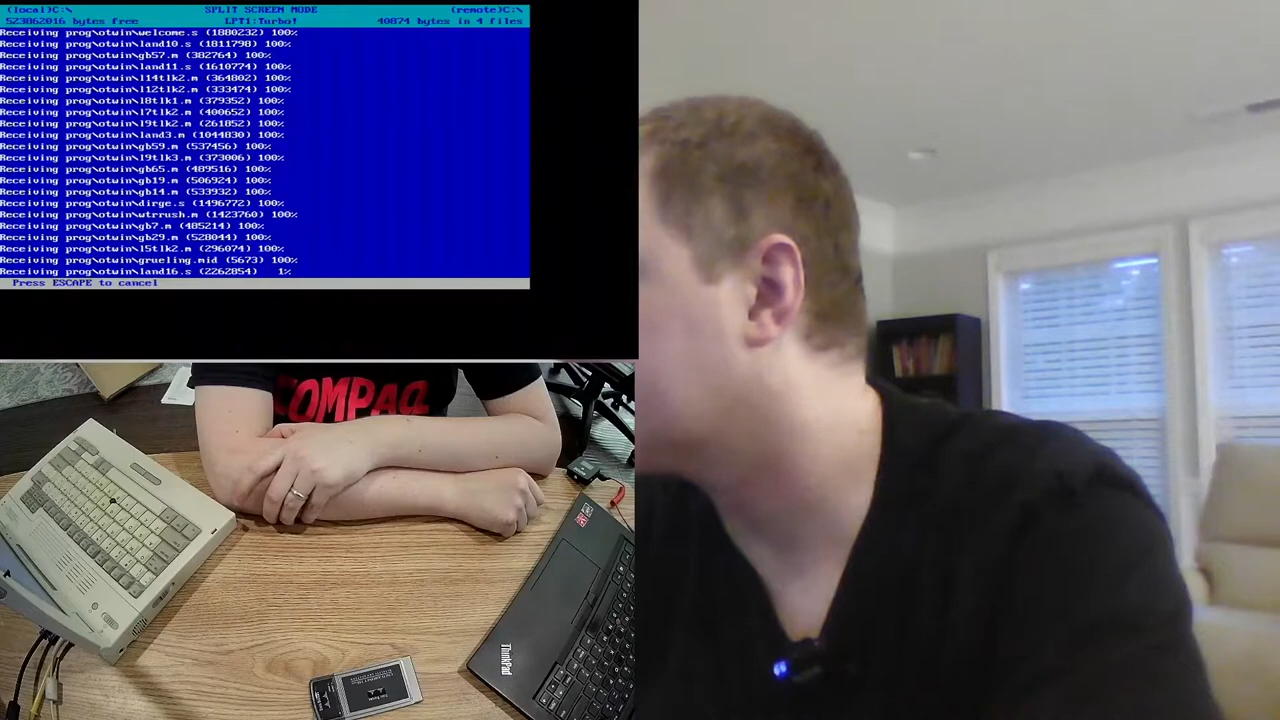 (local)C:\ SPLIT SCREEN MODE (remote)C:\
523862016 bytes free LPT1:Turbo! 40874 bytes in 4 files
Receiving prog\otwin\welcome.s (1880232) 100%
Receiving prog\otwin\land10.s (1811798) 100%
Receiving prog\otwin\gb57.m (382764) 100%
Receiving prog\otwin\land11.s (1610774) 100%
Receiving prog\otwin\l14tlk2.m (364802) 100%
Receiving prog\otwin\l12tlk2.m (333474) 100%
Receiving prog\otwin\l8tlk1.m (379352) 100%
Receiving prog\otwin\l7tlk2.m (400652) 100%
Receiving prog\otwin\l9tlk2.m (261852) 100%
Receiving prog\otwin\land3.m (1044830) 100%
Receiving prog\otwin\gb59.m (537456) 100%
Receiving prog\otwin\l9tlk3.m (373006) 100%
Receiving prog\otwin\gb65.m (489516) 100%
Receiving prog\otwin\gb19.m (506924) 100%
Receiving prog\otwin\gb14.m (533932) 100%
Receiving prog\otwin\dirge.s (1496772) 100%
Receiving prog\otwin\wtrrush.m (1423760) 100%
Receiving prog\otwin\gb7.m (485214) 100%
Receiving prog\otwin\gb29.m (528044) 100%
Receiving prog\otwin\l5tlk2.m (296074) 100%
Receiving prog\otwin\grueling.mid (5673) 100%
Receiving prog\otwin\land16.s (2262854) 1%
Press ESCAPE to cancel
COMPAQ
ThinkPad